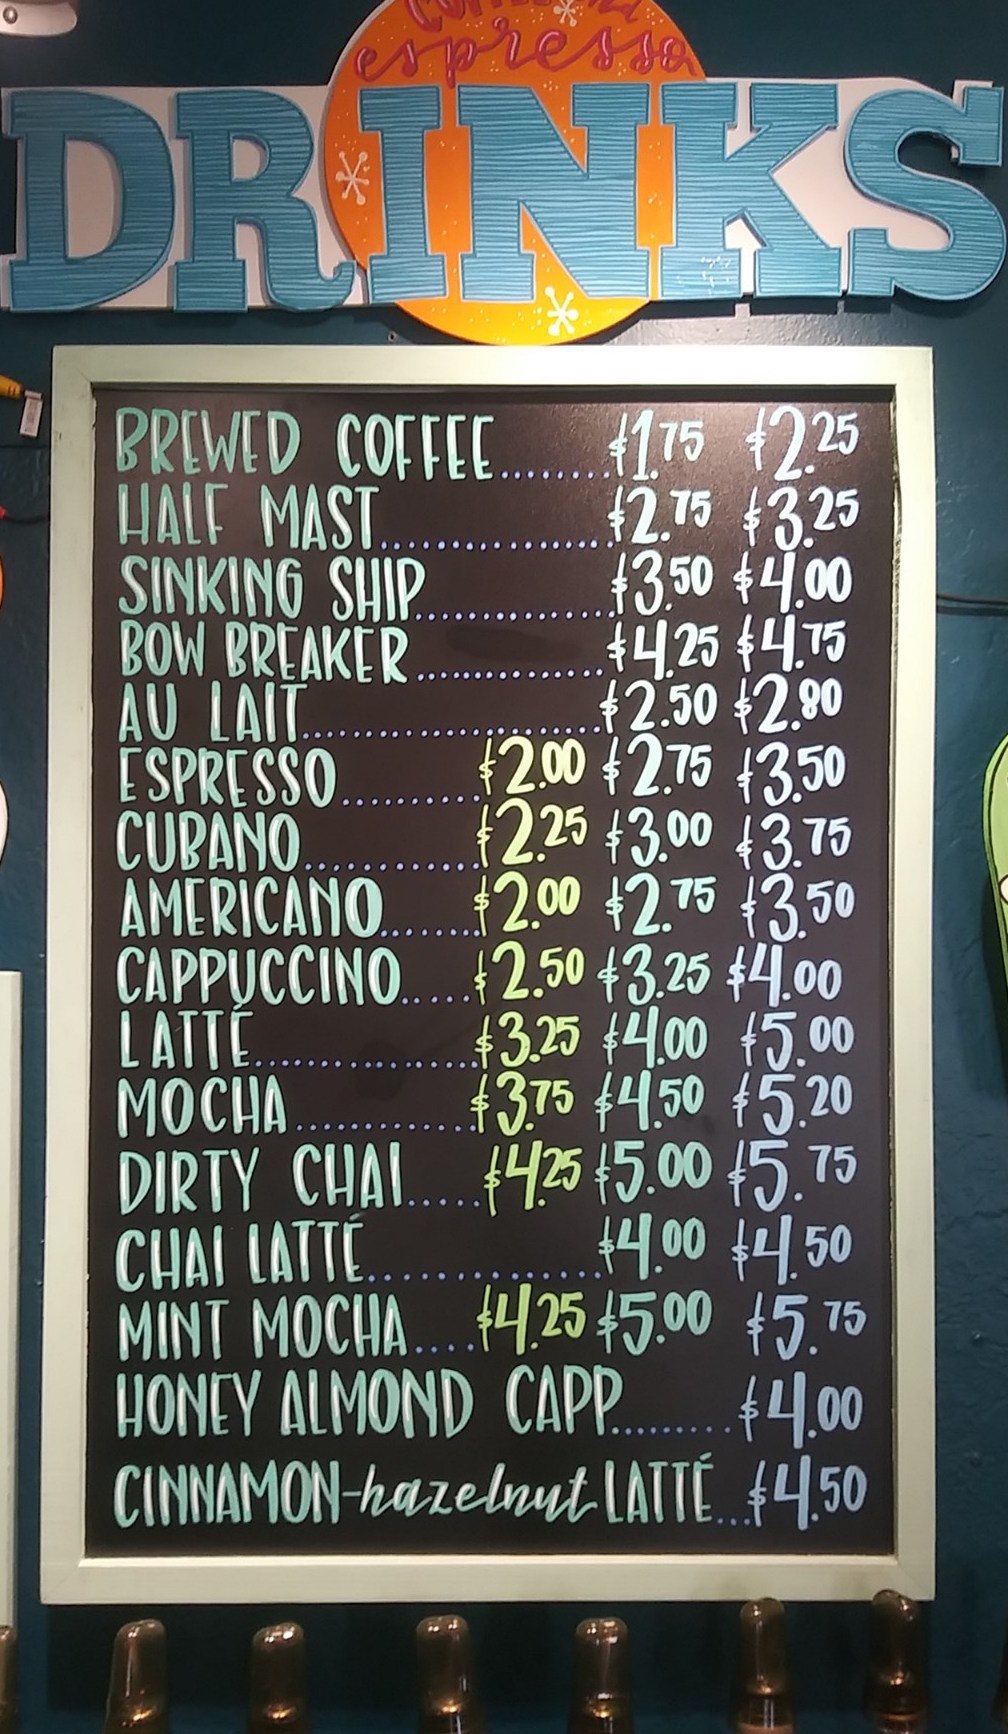 espresso
DRINKS
BREWED COFFEE........$1.75 $2.25
HALF MAST................$2.75 $3.25
SINKING SHIP..............$3.50 $4.00
BOW BREAKER.............$4.25 $4.75
AU LAIT.....................$2.50 $2.80
ESPRESSO..........$2.00 $2.75 $3.50
CUBANO............$2.25 $3.00 $3.75
AMERICANO.......$2.00 $2.75 $3.50
CAPPUCCINO.....$2.50 $3.25 $4.00
LATTÉ................$3.25 $4.00 $5.00
MOCHA.............$3.75 $4.50 $5.20
DIRTY CHAI.....$4.25 $5.00 $5.75
CHAI LATTÉ................$4.00 $4.50
MINT MOCHA....$4.25 $5.00 $5.75
HONEY ALMOND CAPP.........$4.00
CINNAMON-hazelnut LATTÉ...$4.50